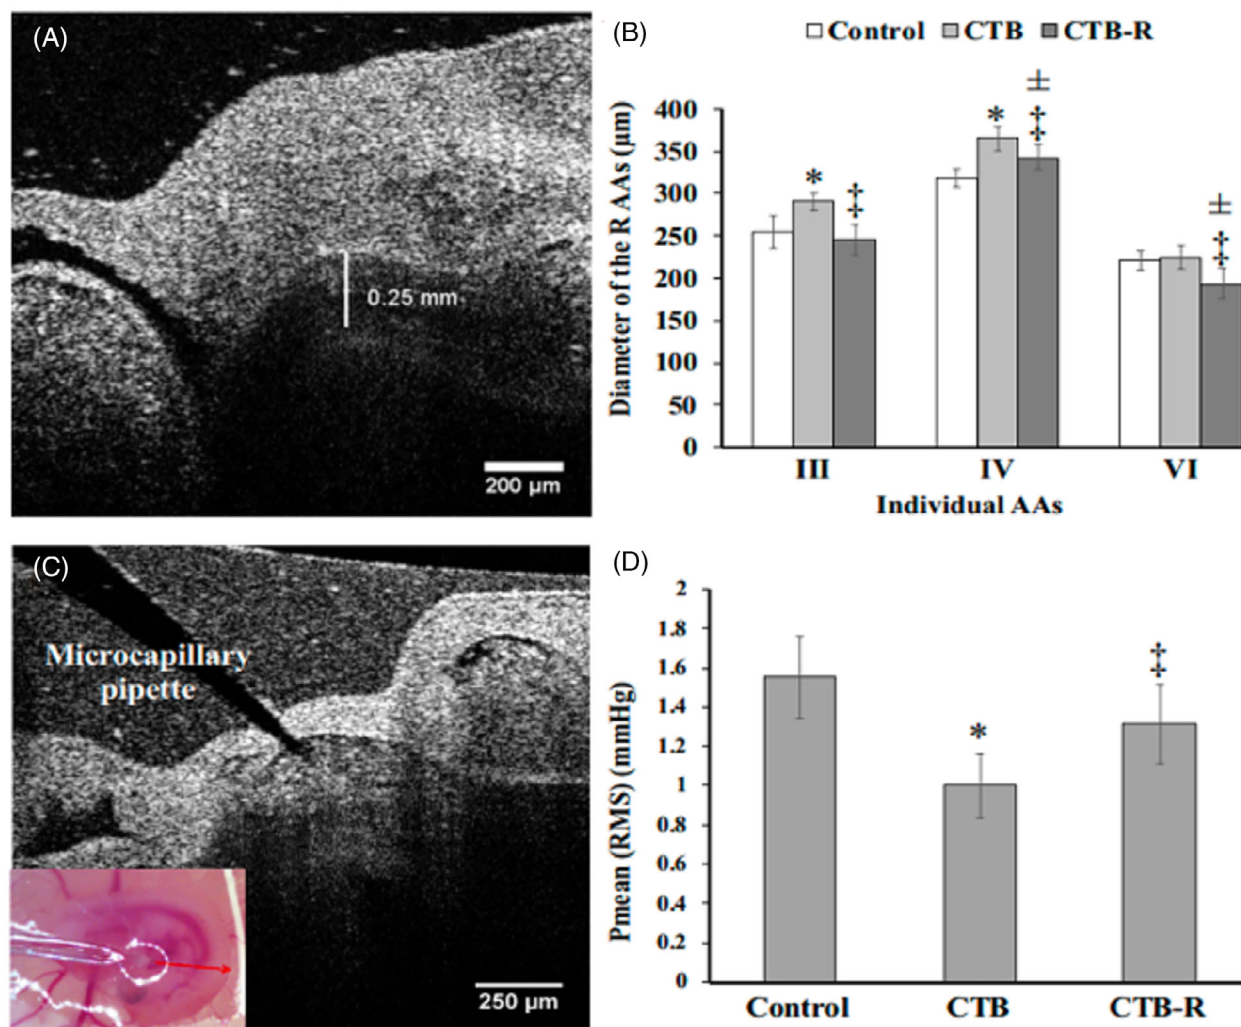 (A)
0.25 mm
200 µm
(B)
Control CTB CTB-R
Diameter of the R AAs (µm)
400
350
300
250
200
150
100
50
0
* ‡
* ‡ ±
‡ ±
III IV VI
Individual AAs
(C)
Microcapillary
pipette
250 µm
(D)
Pmean (RMS) (mmHg)
2
1.8
1.6
1.4
1.2
1
0.8
0.6
0.4
0.2
0
* ‡
Control CTB CTB-R